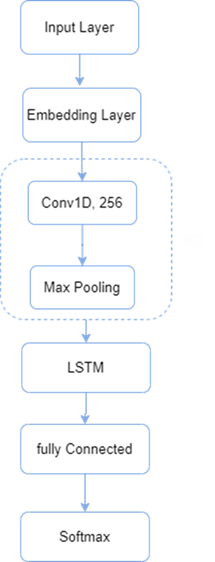 Input Layer
Embedding Layer
Conv1D, 256
Max Pooling
LSTM
fully Connected
Softmax